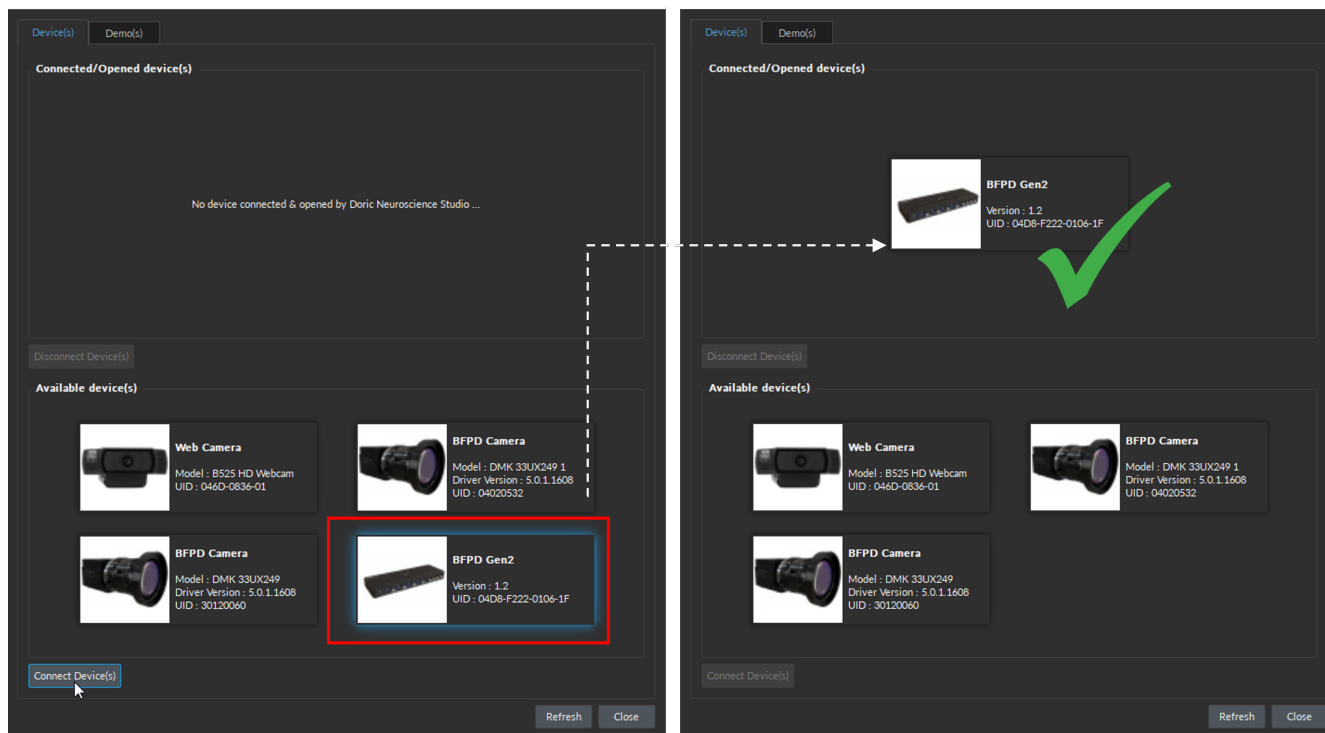 Device(s)
Demo(s)
Connected/Opened device(s)
No device connected & opened by Doric Neuroscience Studio ...
Disconnect Device(s)
Available device(s)
Web Camera
Model : B525 HD Webcam
UID : 046D-0836-01
BFPD Camera
Model : DMK 33UX249 1
Driver Version : 5.0.1.1608
UID : 04020532
BFPD Camera
Model : DMK 33UX249
Driver Version : 5.0.1.1608
UID : 30120060
BFPD Gen2
Version : 1.2
UID : 04D8-F222-0106-1F
Connect Device(s)
Refresh
Close
Device(s)
Demo(s)
Connected/Opened device(s)
BFPD Gen2
Version : 1.2
UID : 04D8-F222-0106-1F
Disconnect Device(s)
Available device(s)
Web Camera
Model : B525 HD Webcam
UID : 046D-0836-01
BFPD Camera
Model : DMK 33UX249 1
Driver Version : 5.0.1.1608
UID : 04020532
BFPD Camera
Model : DMK 33UX249
Driver Version : 5.0.1.1608
UID : 30120060
Connect Device(s)
Refresh
Close